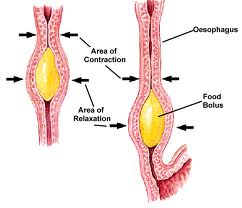 Oesophagus
Area of
Contraction
Area of
Relaxation
Food
Bolus